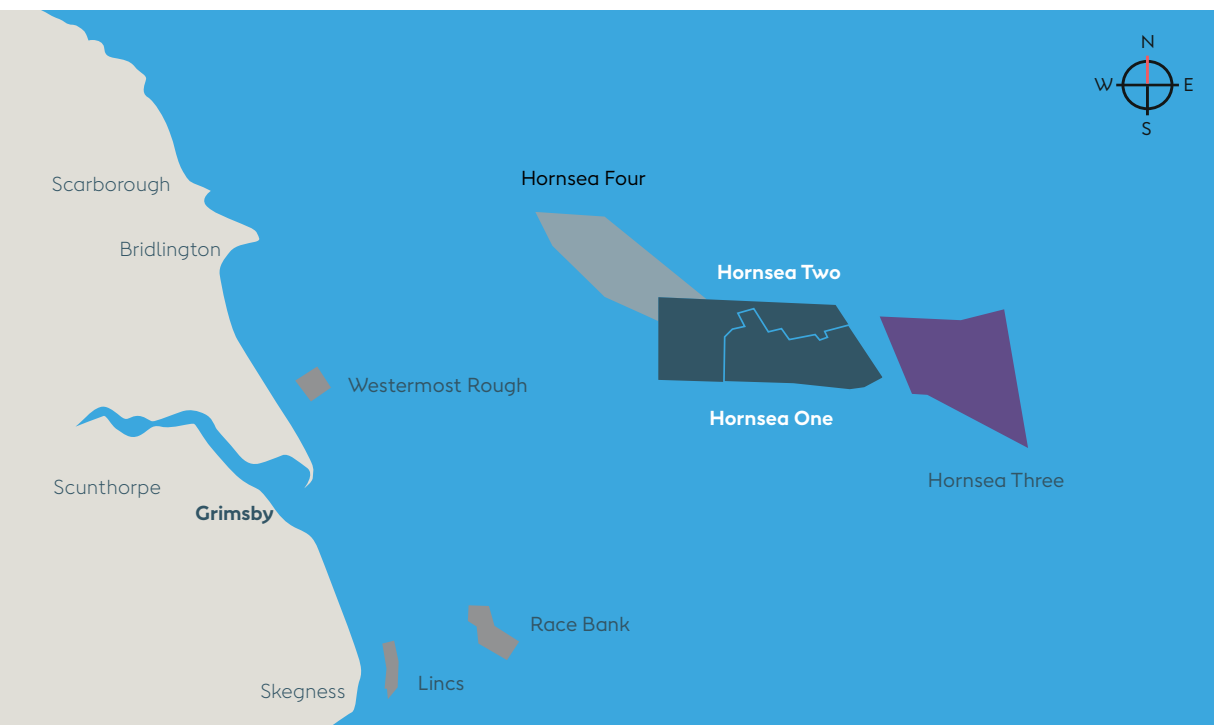 N
W E
S
Scarborough
Hornsea Four
Bridlington
Hornsea Two
Westermost Rough
Hornsea One
Scunthorpe
Hornsea Three
Grimsby
Race Bank
Lincs
Skegness